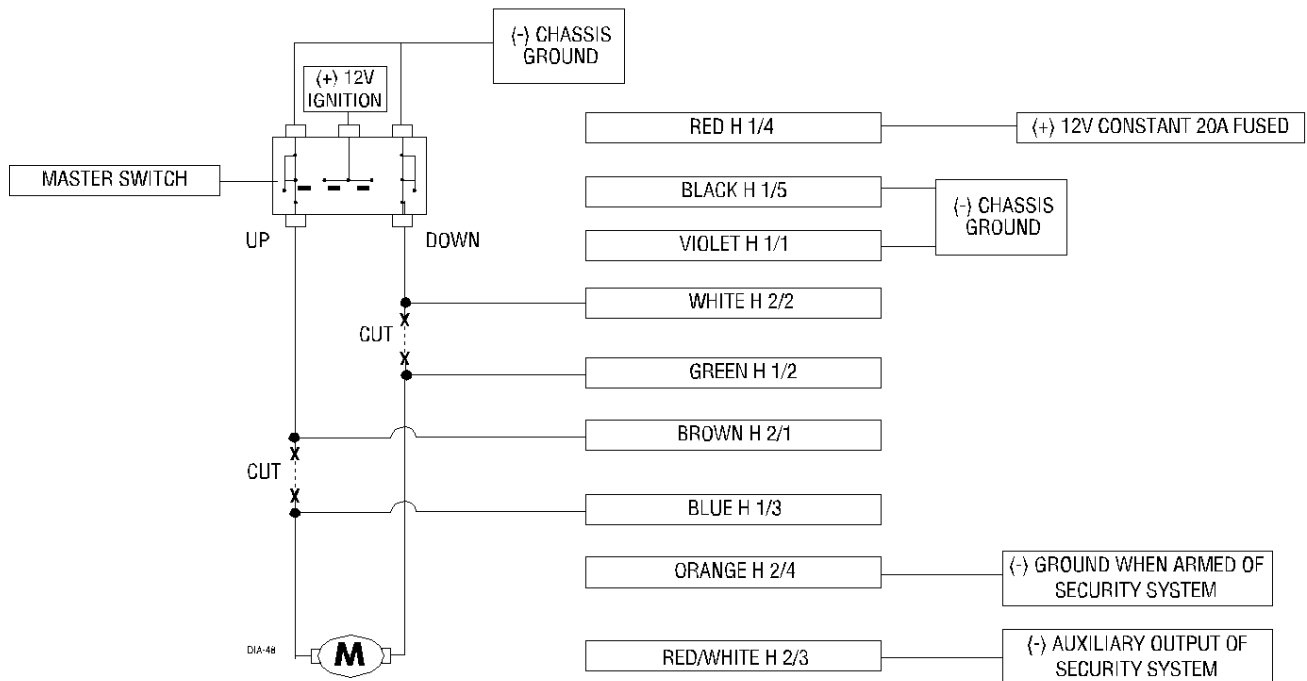 (-) CHASSIS
GROUND
(+) 12V
IGNITION
RED H 1/4
(+) 12V CONSTANT 20A FUSED
MASTER SWITCH
BLACK H 1/5
(-) CHASSIS
GROUND
UP
DOWN
VIOLET H 1/1
WHITE H 2/2
CUT
GREEN H 1/2
BROWN H 2/1
CUT
BLUE H 1/3
ORANGE H 2/4
(-) GROUND WHEN ARMED OF
SECURITY SYSTEM
DIA-48
M
RED/WHITE H 2/3
(-) AUXILIARY OUTPUT OF
SECURITY SYSTEM